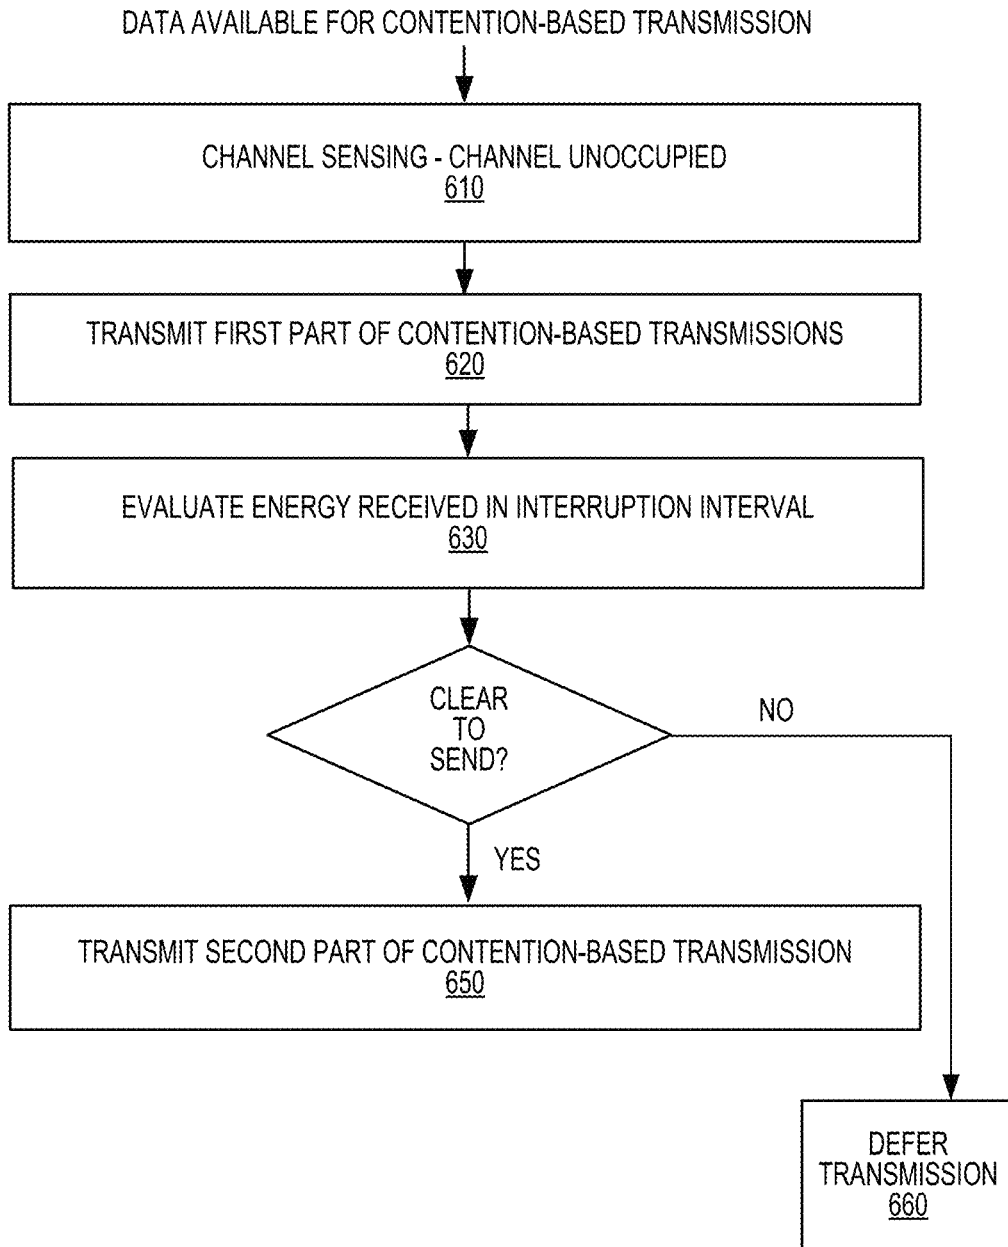 DATA AVAILABLE FOR CONTENTION-BASED TRANSMISSION
CHANNEL SENSING - CHANNEL UNOCCUPIED
610
TRANSMIT FIRST PART OF CONTENTION-BASED TRANSMISSIONS
620
EVALUATE ENERGY RECEIVED IN INTERRUPTION INTERVAL
630
CLEAR
TO
SEND?
NO
YES
TRANSMIT SECOND PART OF CONTENTION-BASED TRANSMISSION
650
DEFER
TRANSMISSION
660